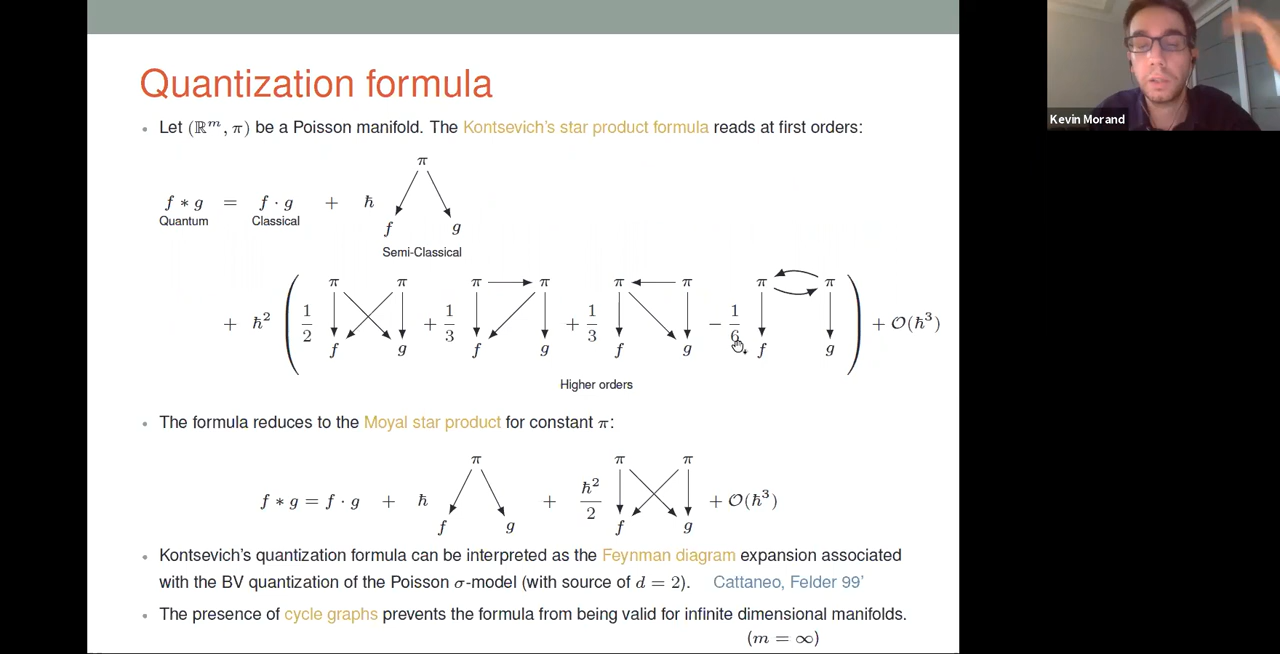 Quantization formula
• Let (ℝᵐ, π) be a Poisson manifold. The Kontsevich's star product formula reads at first orders:
π
f ∗ g = f · g + ħ
Quantum Classical
f g
Semi-Classical
π π π π π π π π
+ ħ² ( 1/2 + 1/3 + 1/3 − 1/6 ) + 𝒪(ħ³)
f g f g f g f g
Higher orders
• The formula reduces to the Moyal star product for constant π:
π π π
f ∗ g = f · g + ħ + ħ²/2 + 𝒪(ħ³)
f g f g
• Kontsevich's quantization formula can be interpreted as the Feynman diagram expansion associated
with the BV quantization of the Poisson σ-model (with source of d = 2). Cattaneo, Felder 99'
• The presence of cycle graphs prevents the formula from being valid for infinite dimensional manifolds.
(m = ∞)
Kevin Morand